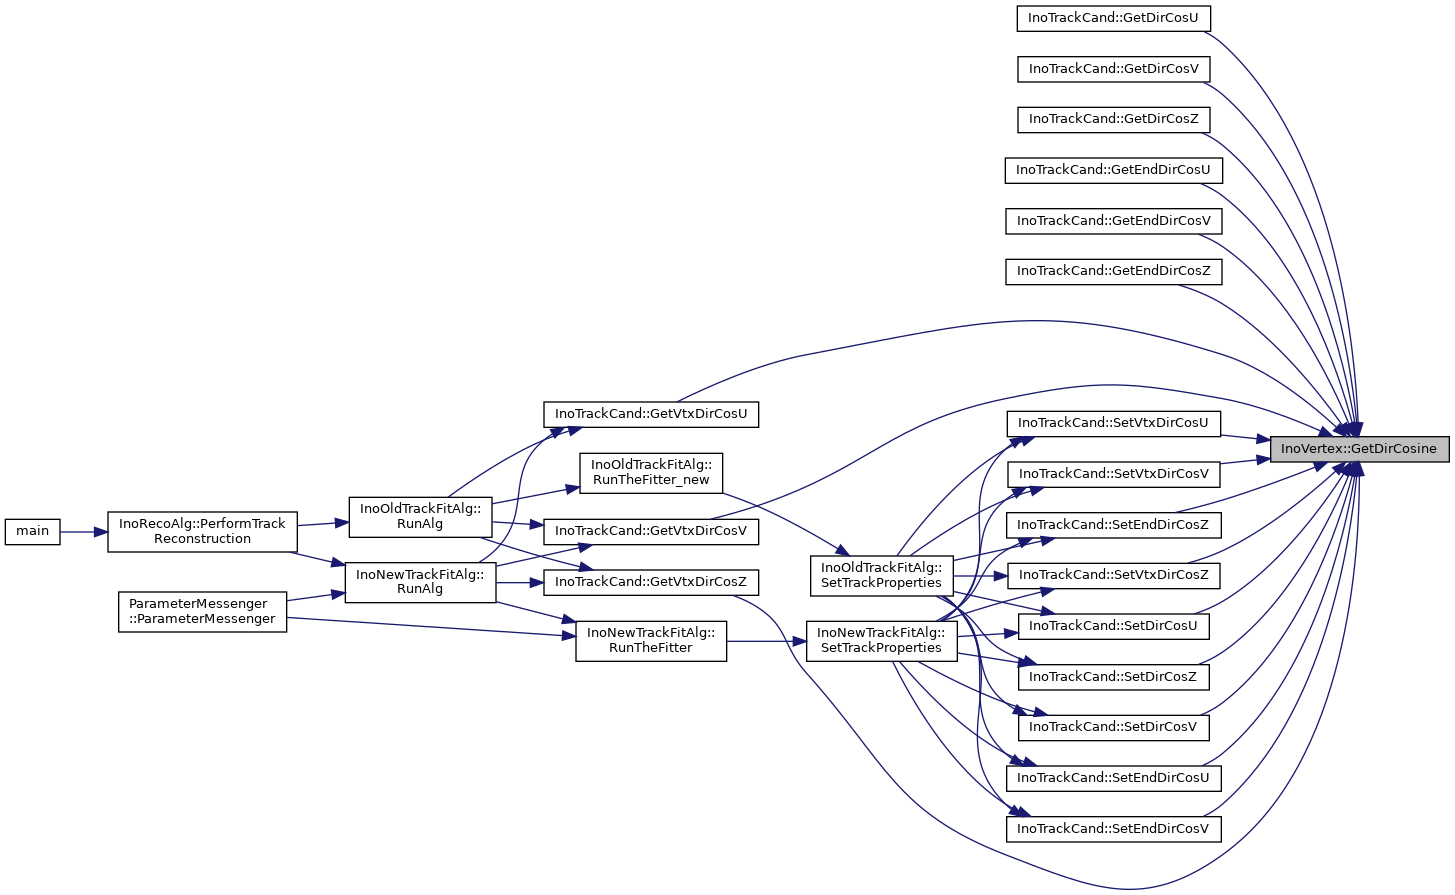 InoTrackCand::GetDirCosU
InoTrackCand::GetDirCosV
InoTrackCand::GetDirCosZ
InoTrackCand::GetEndDirCosU
InoTrackCand::GetEndDirCosV
InoTrackCand::GetEndDirCosZ
InoTrackCand::GetVtxDirCosU
InoTrackCand::SetVtxDirCosU
InoVertex::GetDirCosine
InoOldTrackFitAlg::
RunTheFitter_new
InoTrackCand::SetVtxDirCosV
InoOldTrackFitAlg::
RunAlg
InoTrackCand::SetEndDirCosZ
main
InoRecoAlg::PerformTrack
Reconstruction
InoTrackCand::GetVtxDirCosV
InoNewTrackFitAlg::
RunAlg
InoTrackCand::GetVtxDirCosZ
InoOldTrackFitAlg::
SetTrackProperties
InoTrackCand::SetVtxDirCosZ
ParameterMessenger
::ParameterMessenger
InoTrackCand::SetDirCosU
InoNewTrackFitAlg::
RunTheFitter
InoNewTrackFitAlg::
SetTrackProperties
InoTrackCand::SetDirCosZ
InoTrackCand::SetDirCosV
InoTrackCand::SetEndDirCosU
InoTrackCand::SetEndDirCosV